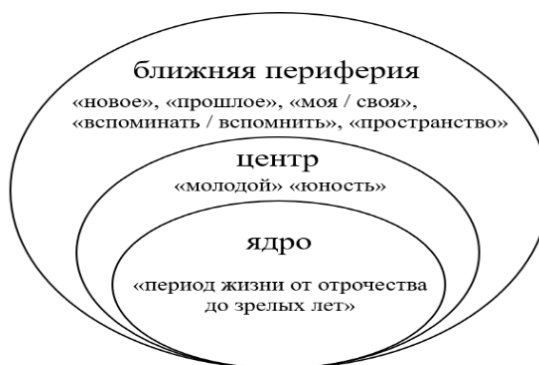 ближняя периферия
«новое», «прошлое», «моя / своя»,
«вспоминать / вспомнить», «пространство»
центр
«молодой» «юность»
ядро
«период жизни от отрочества
до зрелых лет»